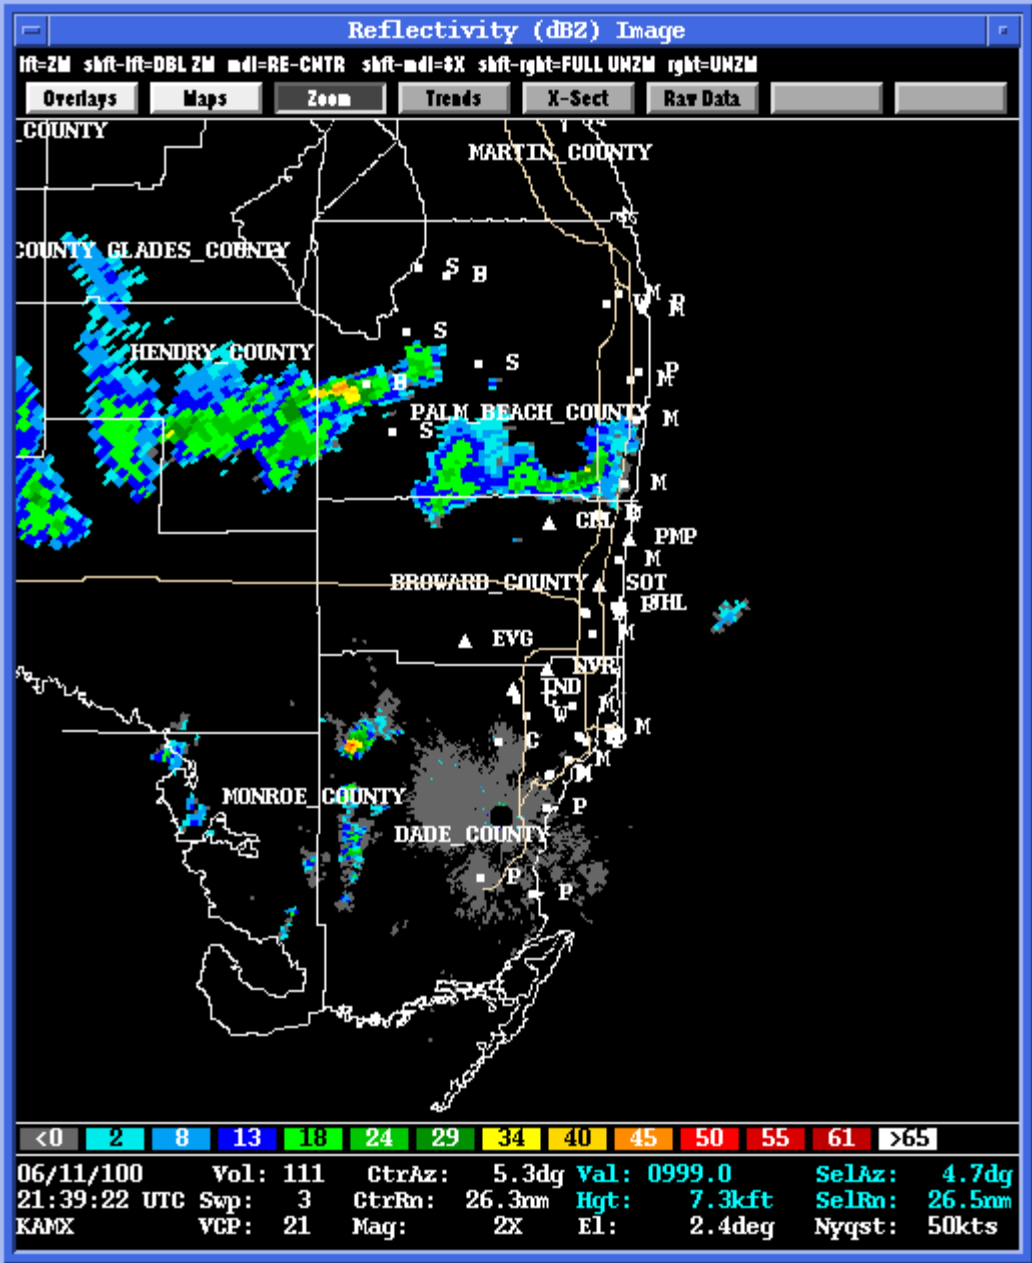 Reflectivity (dBZ) Image
lft=ZM shft-lft=DBL ZM mdl=RE-CNTR shft-mdl=8X shft-rght=FULL UNZM rght=UNZM
Overlays Maps Zoom Trends X-Sect Raw Data
_COUNTY
MARTIN_COUNTY
COUNTY GLADES_COUNTY
S B
W M P
M
S
HENDRY_COUNTY
S
P
M
B
PALM_BEACH_COUNTY
M
S
M
PMP
M
BROWARD_COUNTY SOT
M
EVG
NVR
IND
W
M
M
C
M
M
MONROE_COUNTY
P
DADE_COUNTY
P
P
<0 2 8 13 18 24 29 34 40 45 50 55 61 >65
06/11/100 Vol: 111 CtrAz: 5.3dg Val: 0999.0 SelAz: 4.7dg
21:39:22 UTC Swp: 3 CtrRn: 26.3nm Hgt: 7.3kft SelRn: 26.5nm
KAMX VCP: 21 Mag: 2X El: 2.4deg Nyqst: 50kts